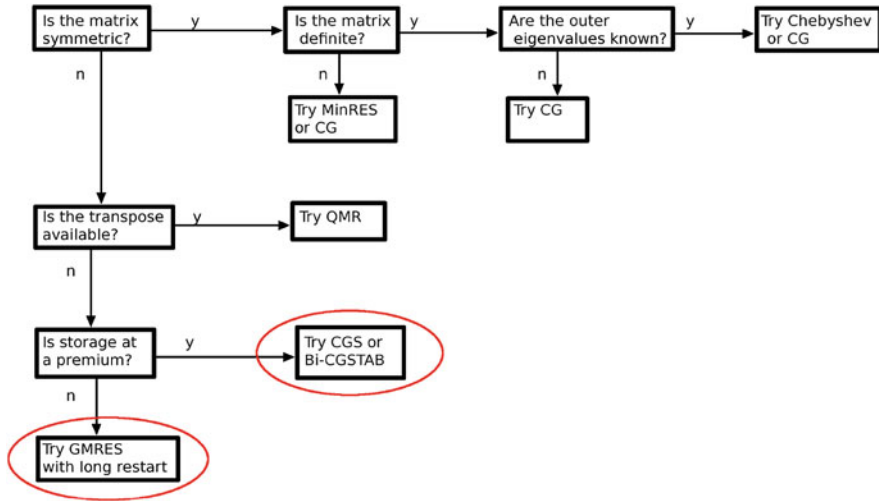 Is the matrix
symmetric?
y
Is the matrix
definite?
y
Are the outer
eigenvalues known?
y
Try Chebyshev
or CG
n
n
n
Try MinRES
or CG
Try CG
Is the transpose
available?
y
Try QMR
n
Is storage at
a premium?
y
Try CGS or
Bi-CGSTAB
n
Try GMRES
with long restart